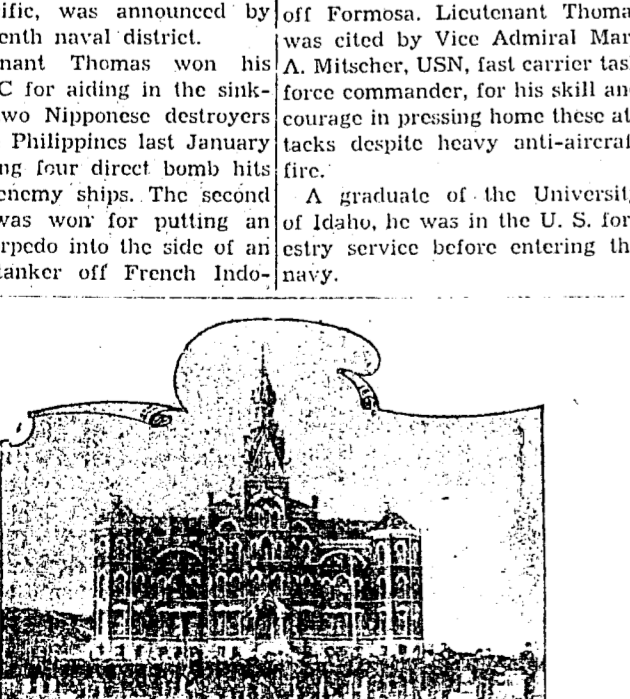 ific, was announced by
enth naval district.
nant Thomas won his
C for aiding in the sink-
wo Nipponese destroyers
Philippines last January
ng four direct bomb hits
enemy ships. The second
was won for putting an
rpedo into the side of an
tanker off French Indo-
off Formosa. Lieutenant Thoma
was cited by Vice Admiral Mar
A. Mitscher, USN, fast carrier tas
force commander, for his skill an
courage in pressing home these at
tacks despite heavy anti-aircraf
fire.
A graduate of the Universit
of Idaho, he was in the U. S. for
estry service before entering th
navy.